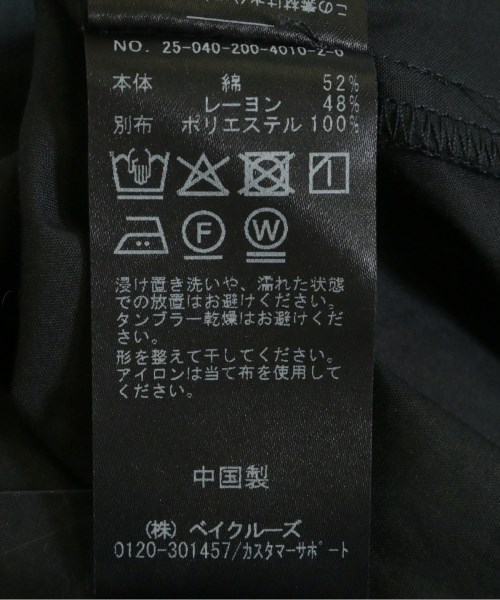 この素材は水
NO. 25-040-200-4010-2-0
本体 綿 52%
レーヨン 48%
別布 ポリエステル 100%
F W
浸け置き洗いや、濡れた状態
での放置はお避けください。
タンブラー乾燥はお避けくだ
さい。
形を整えて干してください。
アイロンは当て布を使用して
ください。
中国製
(株) ベイクルーズ
0120-301457/カスタマーサポート